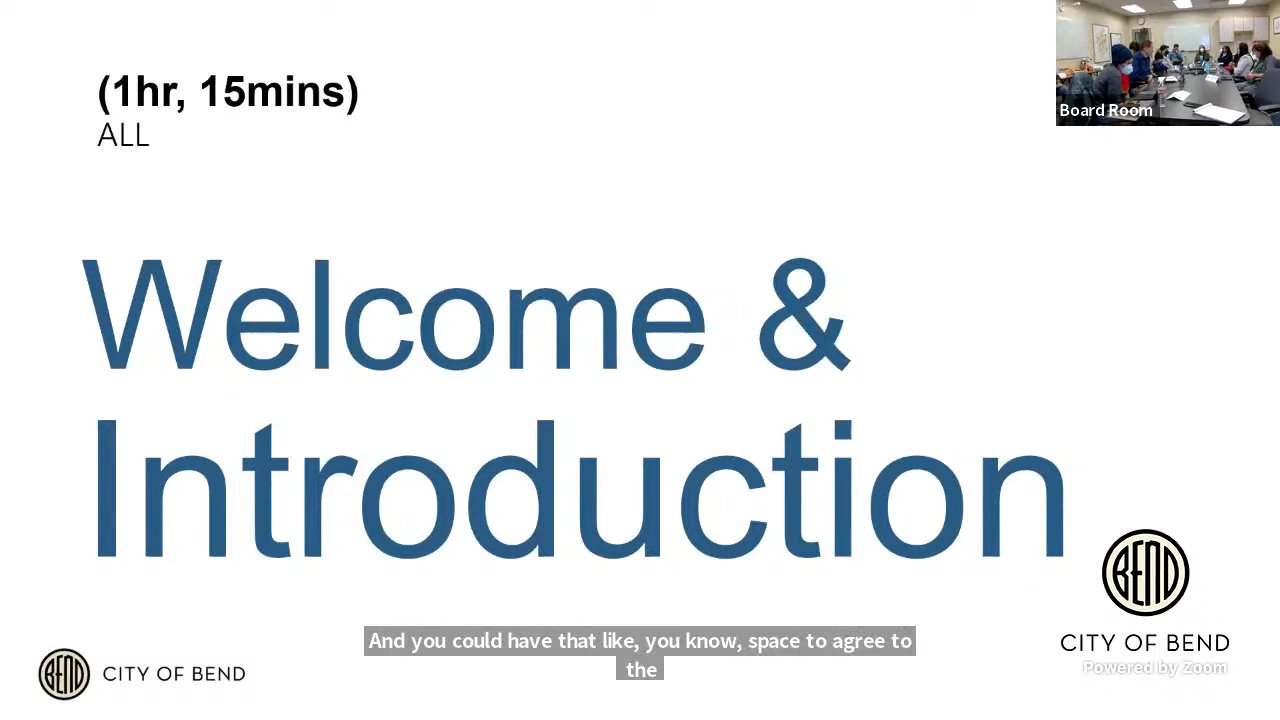 (1hr, 15mins)
ALL
Board Room
Welcome &
Introduction
BEND
CITY OF BEND
Powered by Zoom
And you could have that like, you know, space to agree to
the
BEND
CITY OF BEND